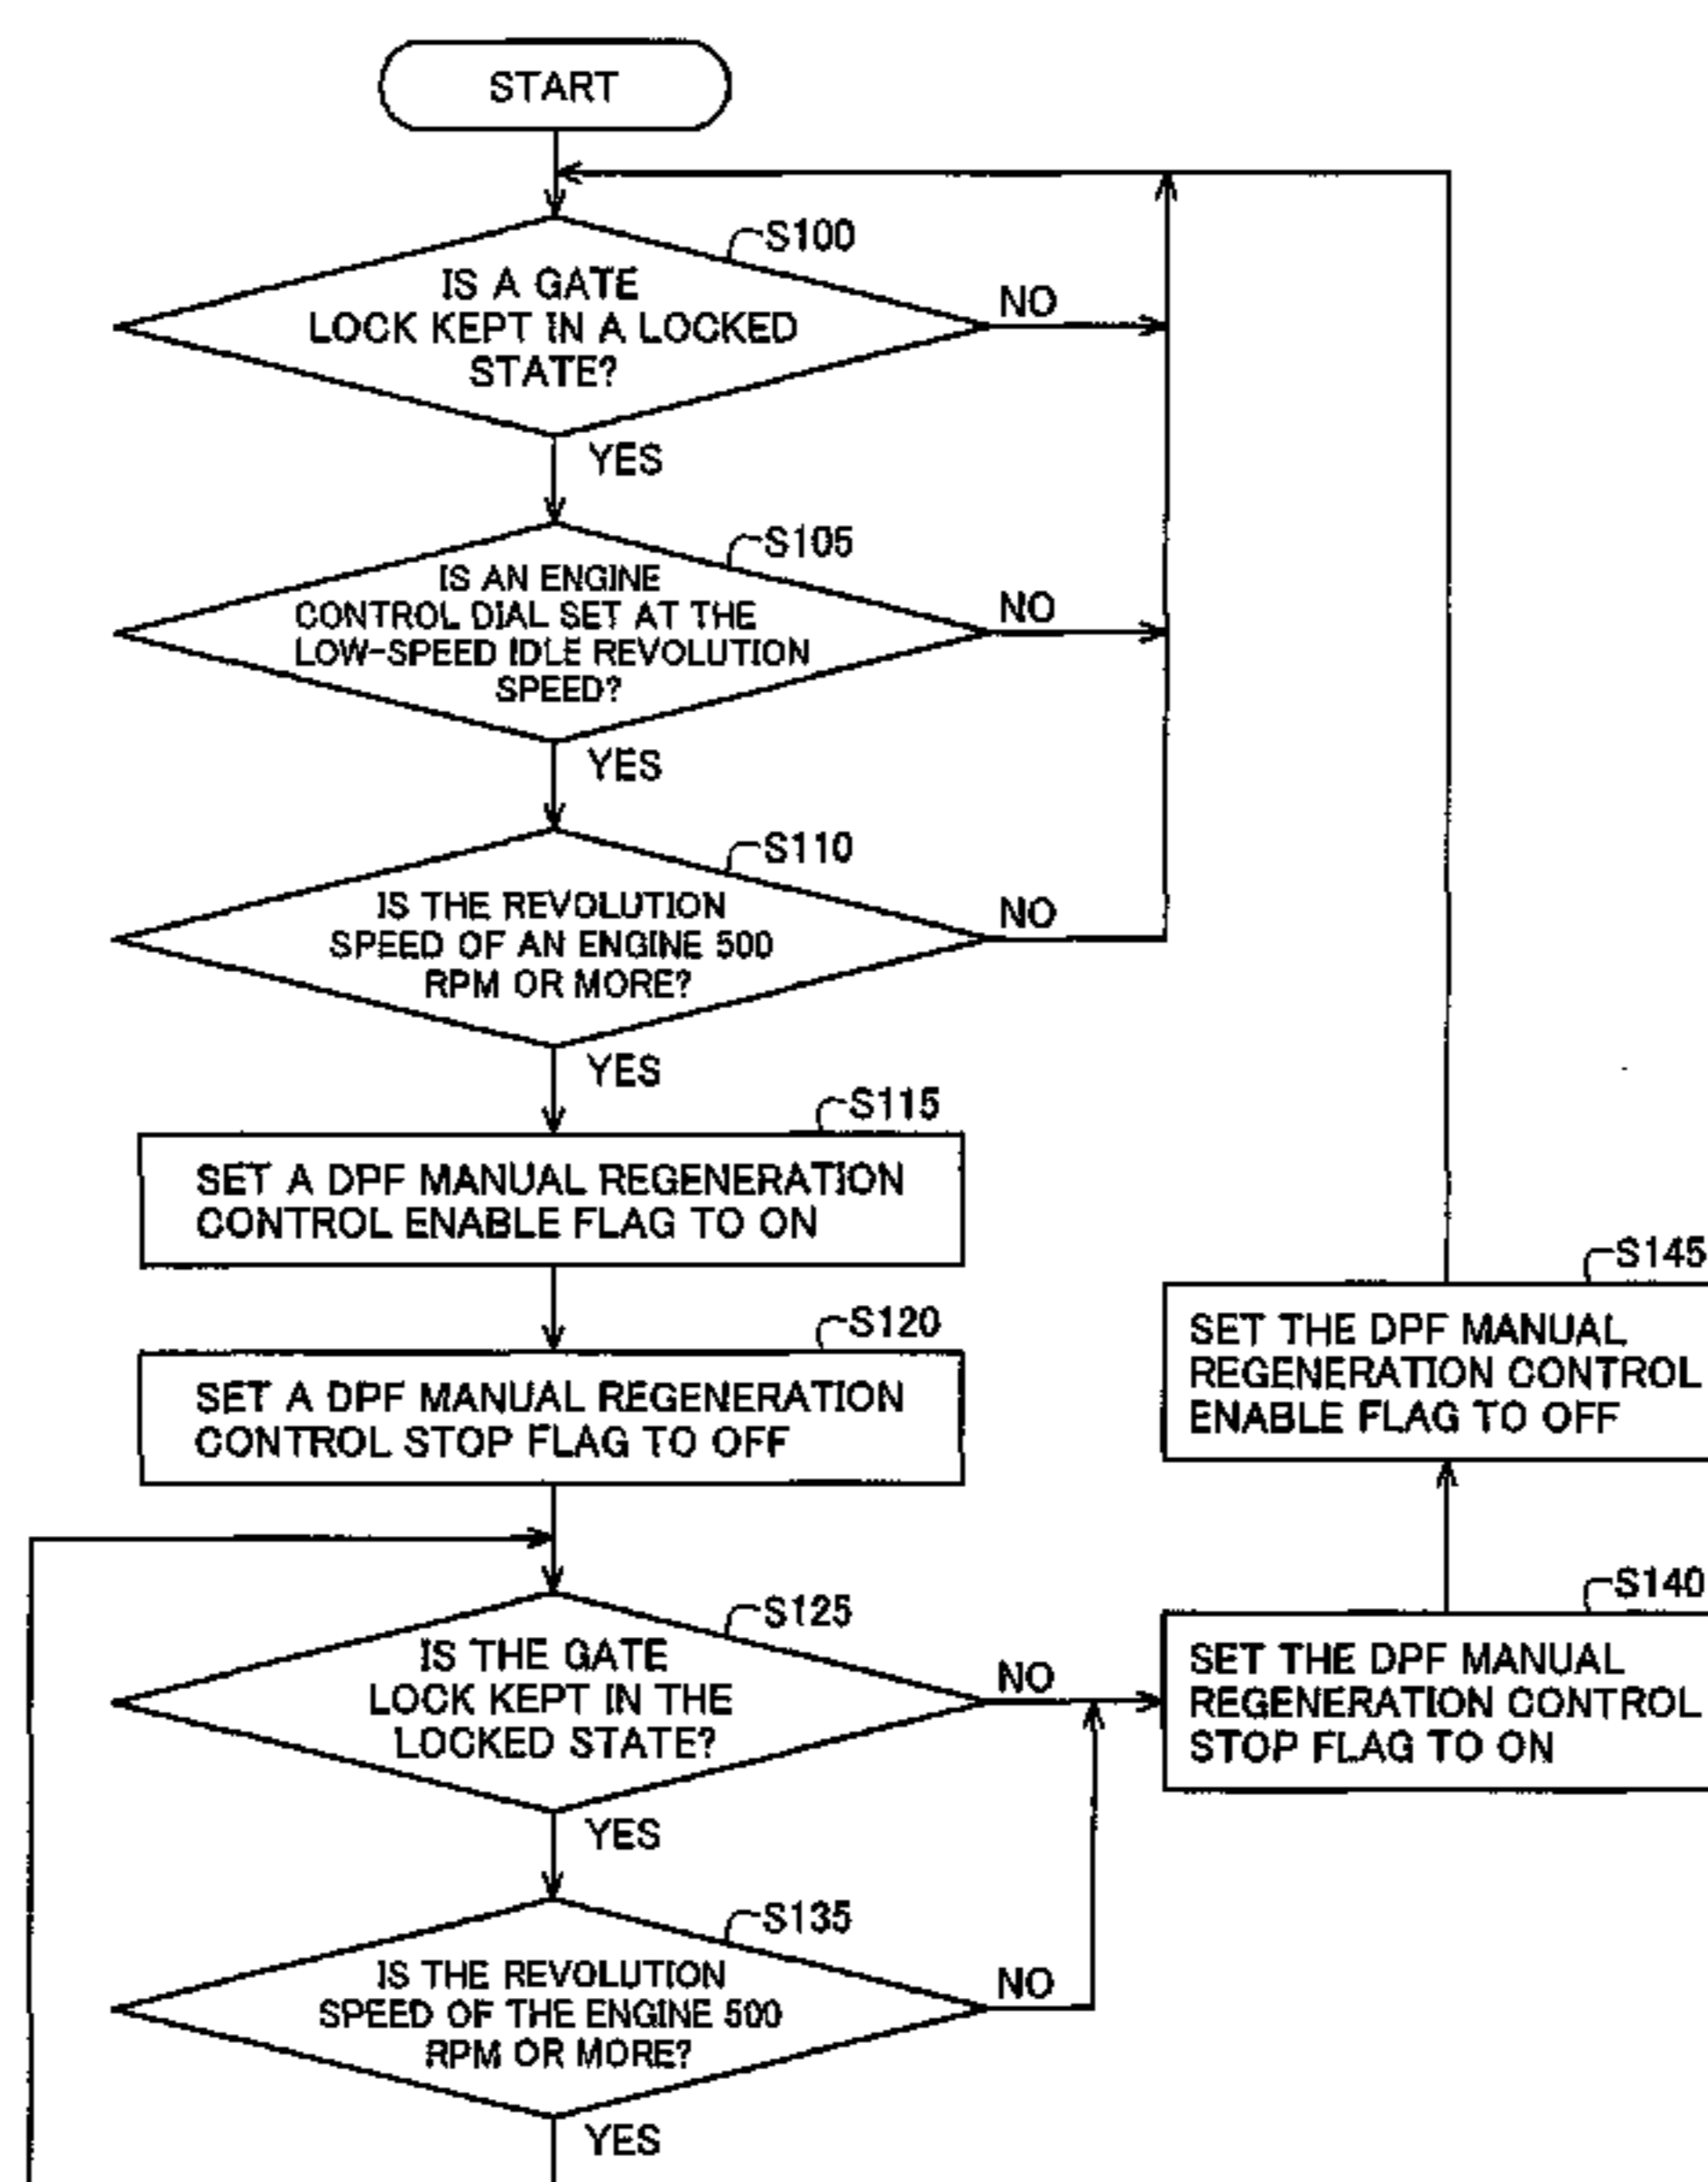 START
S100
IS A GATE
LOCK KEPT IN A LOCKED
STATE?
NO
YES
S105
IS AN ENGINE
CONTROL DIAL SET AT THE
LOW-SPEED IDLE REVOLUTION
SPEED?
NO
YES
S110
IS THE REVOLUTION
SPEED OF AN ENGINE 500
RPM OR MORE?
NO
YES
S115
SET A DPF MANUAL REGENERATION
CONTROL ENABLE FLAG TO ON
S120
SET A DPF MANUAL REGENERATION
CONTROL STOP FLAG TO OFF
S125
IS THE GATE
LOCK KEPT IN THE
LOCKED STATE?
NO
YES
S135
IS THE REVOLUTION
SPEED OF THE ENGINE 500
RPM OR MORE?
NO
YES
S140
SET THE DPF MANUAL
REGENERATION CONTROL
STOP FLAG TO ON
S145
SET THE DPF MANUAL
REGENERATION CONTROL
ENABLE FLAG TO OFF